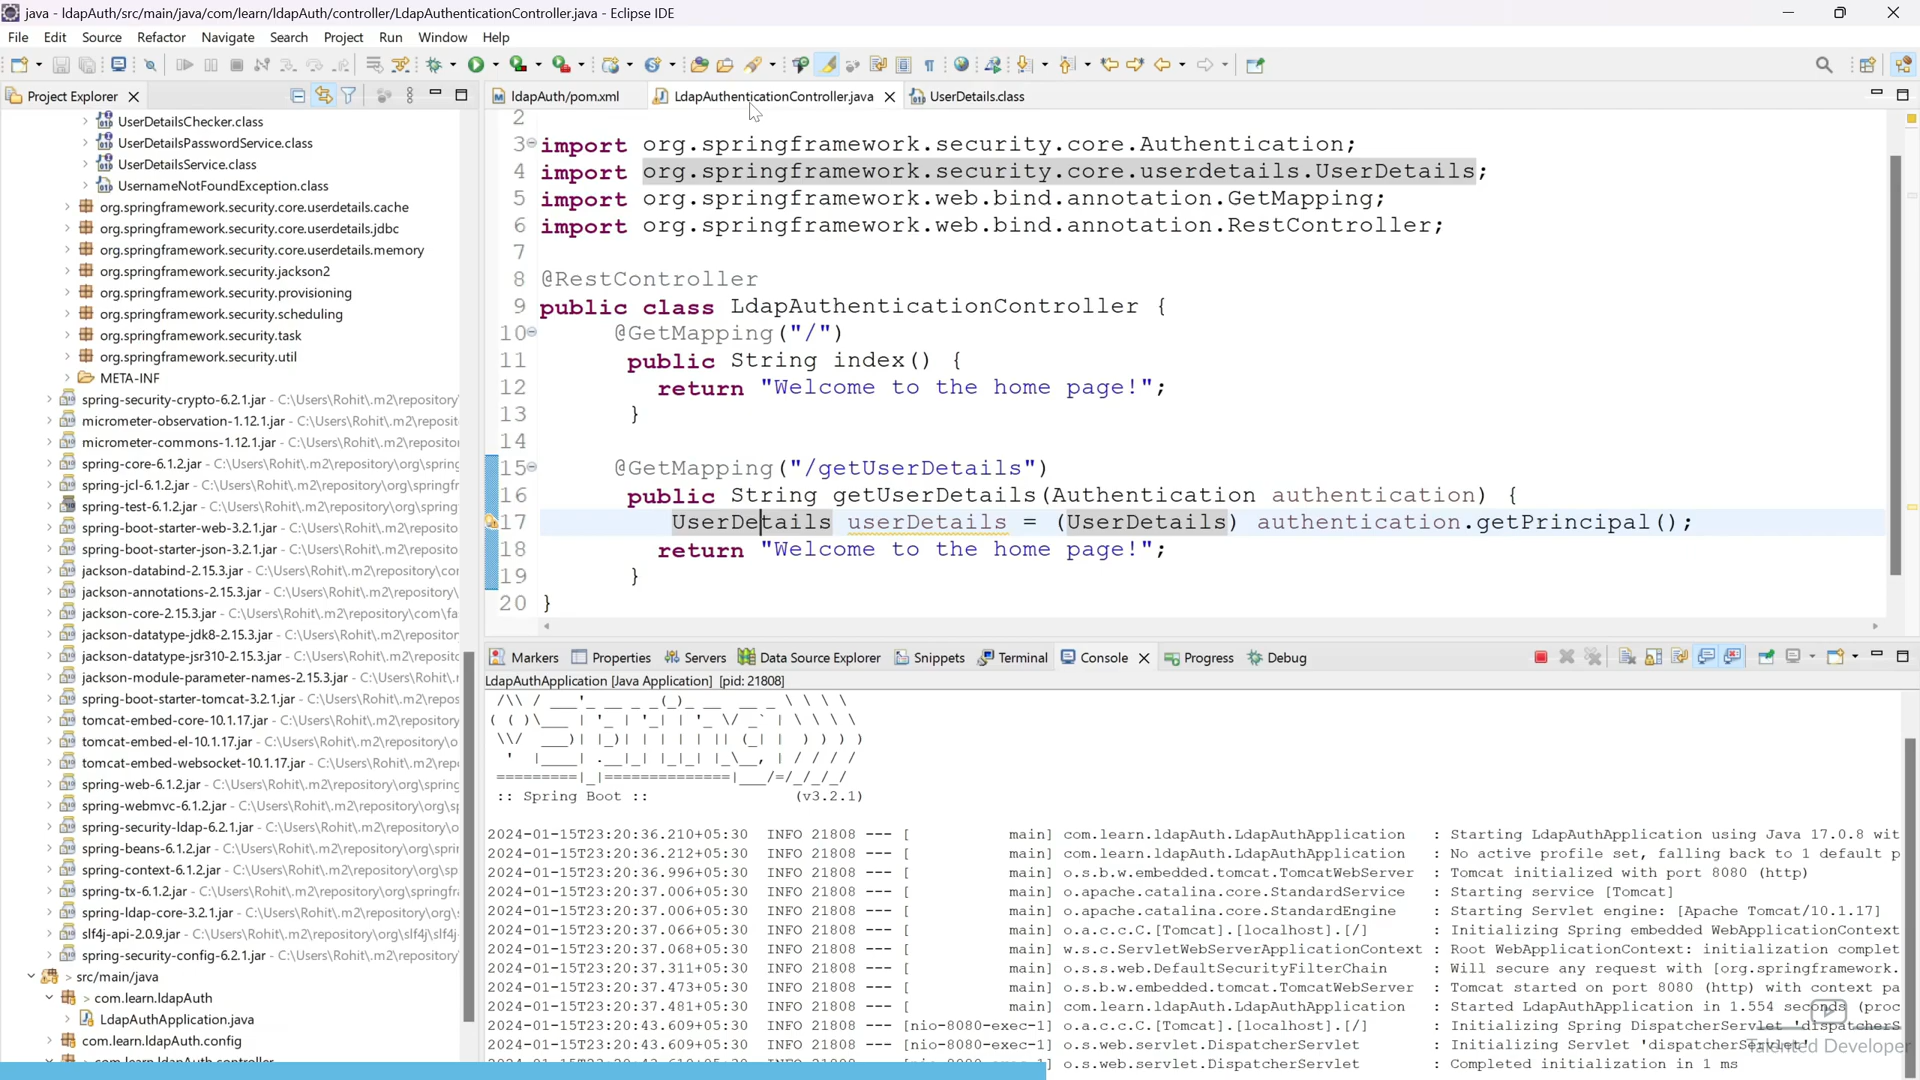 java - ldapAuth/src/main/java/com/learn/ldapAuth/controller/LdapAuthenticationController.java - Eclipse IDE
File Edit Source Refactor Navigate Search Project Run Window Help
Project Explorer
UserDetailsChecker.class
UserDetailsPasswordService.class
UserDetailsService.class
UsernameNotFoundException.class
org.springframework.security.core.userdetails.cache
org.springframework.security.core.userdetails.jdbc
org.springframework.security.core.userdetails.memory
org.springframework.security.jackson2
org.springframework.security.provisioning
org.springframework.security.scheduling
org.springframework.security.task
org.springframework.security.util
META-INF
spring-security-crypto-6.2.1.jar - C:\Users\Rohit\.m2\repository\
micrometer-observation-1.12.1.jar - C:\Users\Rohit\.m2\reposit
micrometer-commons-1.12.1.jar - C:\Users\Rohit\.m2\reposito
spring-core-6.1.2.jar - C:\Users\Rohit\.m2\repository\org\spring
spring-jcl-6.1.2.jar - C:\Users\Rohit\.m2\repository\org\springfr
spring-test-6.1.2.jar - C:\Users\Rohit\.m2\repository\org\spring
spring-boot-starter-web-3.2.1.jar - C:\Users\Rohit\.m2\reposito
spring-boot-starter-json-3.2.1.jar - C:\Users\Rohit\.m2\reposito
jackson-databind-2.15.3.jar - C:\Users\Rohit\.m2\repository\cor
jackson-annotations-2.15.3.jar - C:\Users\Rohit\.m2\repository\
jackson-core-2.15.3.jar - C:\Users\Rohit\.m2\repository\com\fa
jackson-datatype-jdk8-2.15.3.jar - C:\Users\Rohit\.m2\repositor
jackson-datatype-jsr310-2.15.3.jar - C:\Users\Rohit\.m2\reposito
jackson-module-parameter-names-2.15.3.jar - C:\Users\Rohit\.m
spring-boot-starter-tomcat-3.2.1.jar - C:\Users\Rohit\.m2\repos
tomcat-embed-core-10.1.17.jar - C:\Users\Rohit\.m2\repository
tomcat-embed-el-10.1.17.jar - C:\Users\Rohit\.m2\repository\o
tomcat-embed-websocket-10.1.17.jar - C:\Users\Rohit\.m2\rep
spring-web-6.1.2.jar - C:\Users\Rohit\.m2\repository\org\spring
spring-webmvc-6.1.2.jar - C:\Users\Rohit\.m2\repository\org\sp
spring-security-ldap-6.2.1.jar - C:\Users\Rohit\.m2\repository\o
spring-beans-6.1.2.jar - C:\Users\Rohit\.m2\repository\org\sprin
spring-context-6.1.2.jar - C:\Users\Rohit\.m2\repository\org\sp
spring-tx-6.1.2.jar - C:\Users\Rohit\.m2\repository\org\springfra
spring-ldap-core-3.2.1.jar - C:\Users\Rohit\.m2\repository\org\s
slf4j-api-2.0.9.jar - C:\Users\Rohit\.m2\repository\org\slf4j\slf4j
spring-security-config-6.2.1.jar - C:\Users\Rohit\.m2\repository\
> src/main/java
> com.learn.ldapAuth
LdapAuthApplication.java
com.learn.ldapAuth.config
com.learn.ldapAuth.controller
ldapAuth/pom.xml LdapAuthenticationController.java UserDetails.class
2
3 import org.springframework.security.core.Authentication;
4 import org.springframework.security.core.userdetails.UserDetails;
5 import org.springframework.web.bind.annotation.GetMapping;
6 import org.springframework.web.bind.annotation.RestController;
7
8 @RestController
9 public class LdapAuthenticationController {
10 @GetMapping("/")
11 public String index() {
12 return "Welcome to the home page!";
13 }
14
15 @GetMapping("/getUserDetails")
16 public String getUserDetails(Authentication authentication) {
17 UserDetails userDetails = (UserDetails) authentication.getPrincipal();
18 return "Welcome to the home page!";
19 }
20 }
Markers Properties Servers Data Source Explorer Snippets Terminal Console Progress Debug
LdapAuthApplication [Java Application] [pid: 21808]
:: Spring Boot :: (v3.2.1)
2024-01-15T23:20:36.210+05:30 INFO 21808 --- [ main] com.learn.ldapAuth.LdapAuthApplication : Starting LdapAuthApplication using Java 17.0.8 wit
2024-01-15T23:20:36.212+05:30 INFO 21808 --- [ main] com.learn.ldapAuth.LdapAuthApplication : No active profile set, falling back to 1 default p
2024-01-15T23:20:36.996+05:30 INFO 21808 --- [ main] o.s.b.w.embedded.tomcat.TomcatWebServer : Tomcat initialized with port 8080 (http)
2024-01-15T23:20:37.006+05:30 INFO 21808 --- [ main] o.apache.catalina.core.StandardService : Starting service [Tomcat]
2024-01-15T23:20:37.006+05:30 INFO 21808 --- [ main] o.apache.catalina.core.StandardEngine : Starting Servlet engine: [Apache Tomcat/10.1.17]
2024-01-15T23:20:37.066+05:30 INFO 21808 --- [ main] o.a.c.c.C.[Tomcat].[localhost].[/] : Initializing Spring embedded WebApplicationContext
2024-01-15T23:20:37.068+05:30 INFO 21808 --- [ main] w.s.c.ServletWebServerApplicationContext : Root WebApplicationContext: initialization complet
2024-01-15T23:20:37.311+05:30 INFO 21808 --- [ main] o.s.s.web.DefaultSecurityFilterChain : Will secure any request with [org.springframework.
2024-01-15T23:20:37.473+05:30 INFO 21808 --- [ main] o.s.b.w.embedded.tomcat.TomcatWebServer : Tomcat started on port 8080 (http) with context pa
2024-01-15T23:20:37.481+05:30 INFO 21808 --- [ main] com.learn.ldapAuth.LdapAuthApplication : Started LdapAuthApplication in 1.554 seconds (proc
2024-01-15T23:20:43.609+05:30 INFO 21808 --- [nio-8080-exec-1] o.a.c.c.C.[Tomcat].[localhost].[/] : Initializing Spring DispatcherServlet 'dispatcherS
2024-01-15T23:20:43.609+05:30 INFO 21808 --- [nio-8080-exec-1] o.s.web.servlet.DispatcherServlet : Initializing Servlet 'dispatcherServlet'
2024-01-15T23:20:43.610+05:30 INFO 21808 --- [nio-8080-exec-1] o.s.web.servlet.DispatcherServlet : Completed initialization in 1 ms
Talented Developer